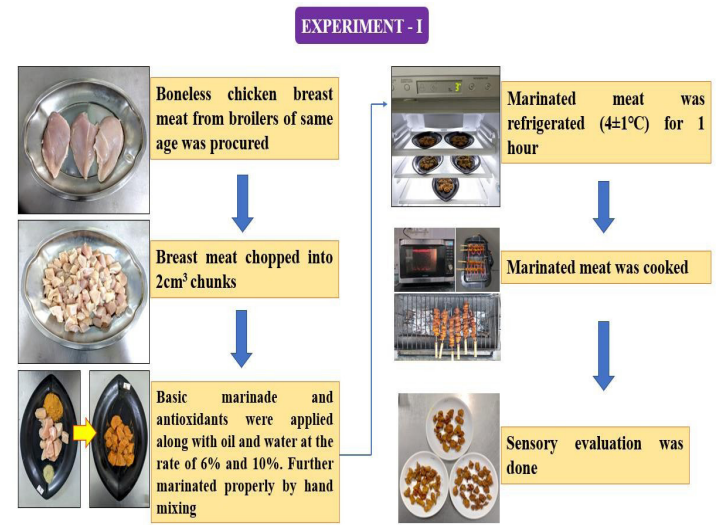 EXPERIMENT - I
Boneless chicken breast
meat from broilers of same
age was procured
Breast meat chopped into
2cm³ chunks
Basic marinade and
antioxidants were applied
along with oil and water at the
rate of 6% and 10%. Further
marinated properly by hand
mixing
Marinated meat was
refrigerated (4±1℃) for 1
hour
Marinated meat was cooked
Sensory evaluation was
done